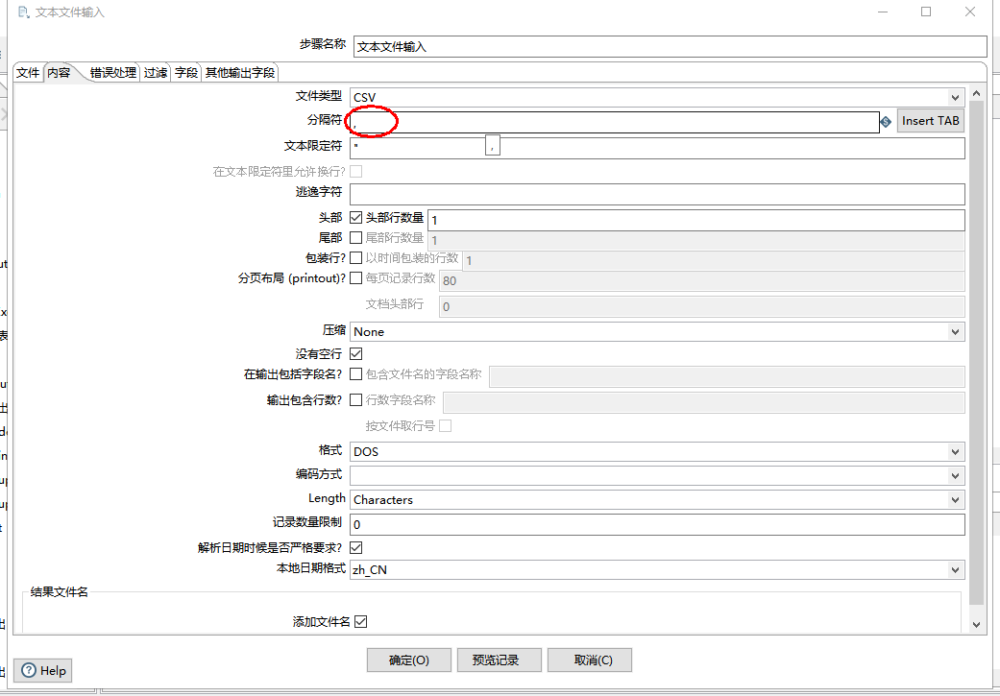 文本文件输入
步骤名称 文本文件输入
文件 内容 错误处理 过滤 字段 其他输出字段
文件类型 CSV
分隔符 , Insert TAB
文本限定符 " ,
在文本限定符里允许换行?
逃逸字符
头部 头部行数量 1
尾部 尾部行数量 1
包装行? 以时间包装的行数 1
分页布局 (printout)? 每页记录行数 80
文档头部行 0
压缩 None
没有空行
在输出包括字段名? 包含文件名的字段名称
输出包含行数? 行数字段名称
按文件取行号
格式 DOS
编码方式
Length Characters
记录数量限制 0
解析日期时候是否严格要求?
本地日期格式 zh_CN
结果文件名
添加文件名
确定(O) 预览记录 取消(C)
Help